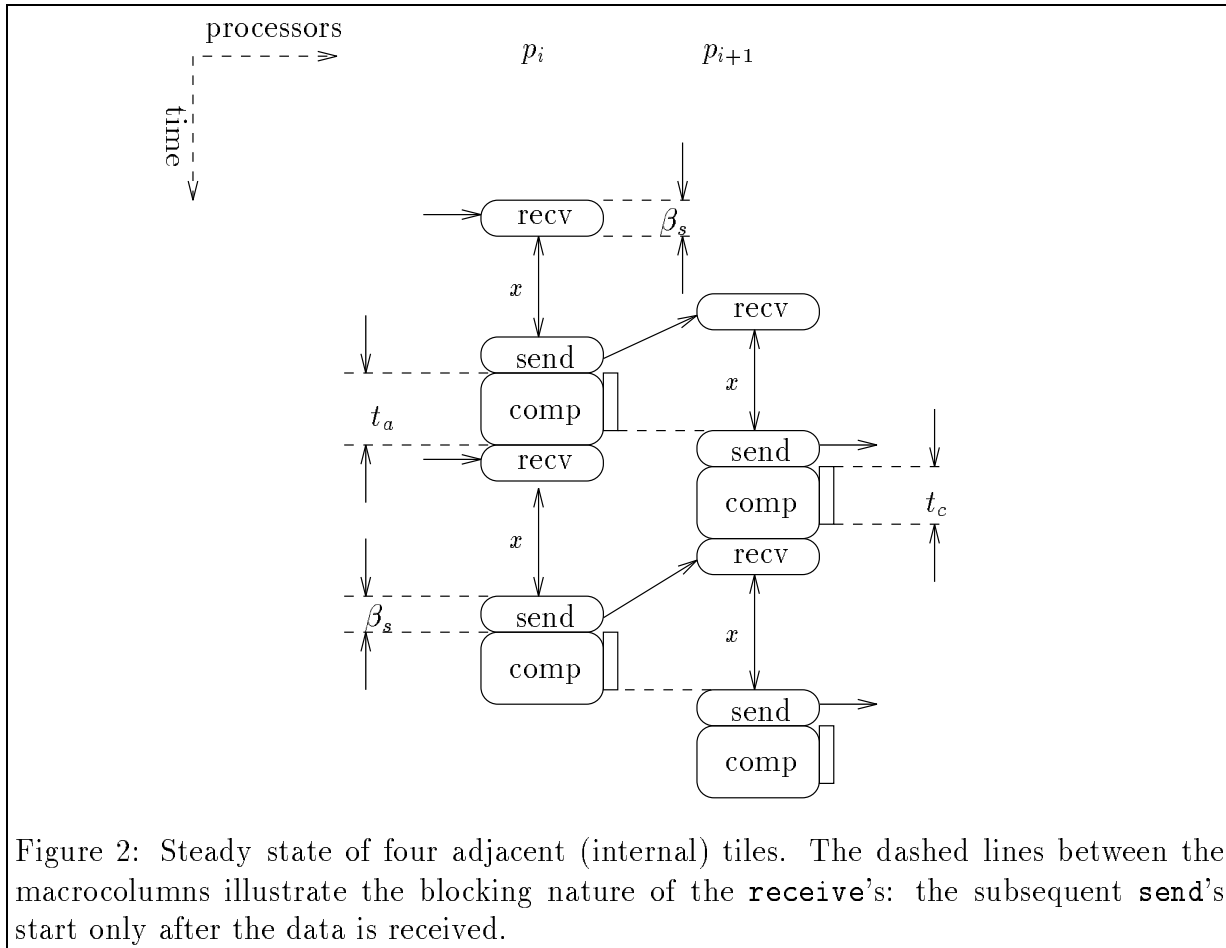 processors
p_i p_{i+1}
time
recv
β_s
x
recv
send
x
comp
t_a
recv
send
comp
t_c
x
recv
send
β_s
x
comp
send
comp
Figure 2: Steady state of four adjacent (internal) tiles. The dashed lines between the
macrocolumns illustrate the blocking nature of the receive's: the subsequent send's
start only after the data is received.